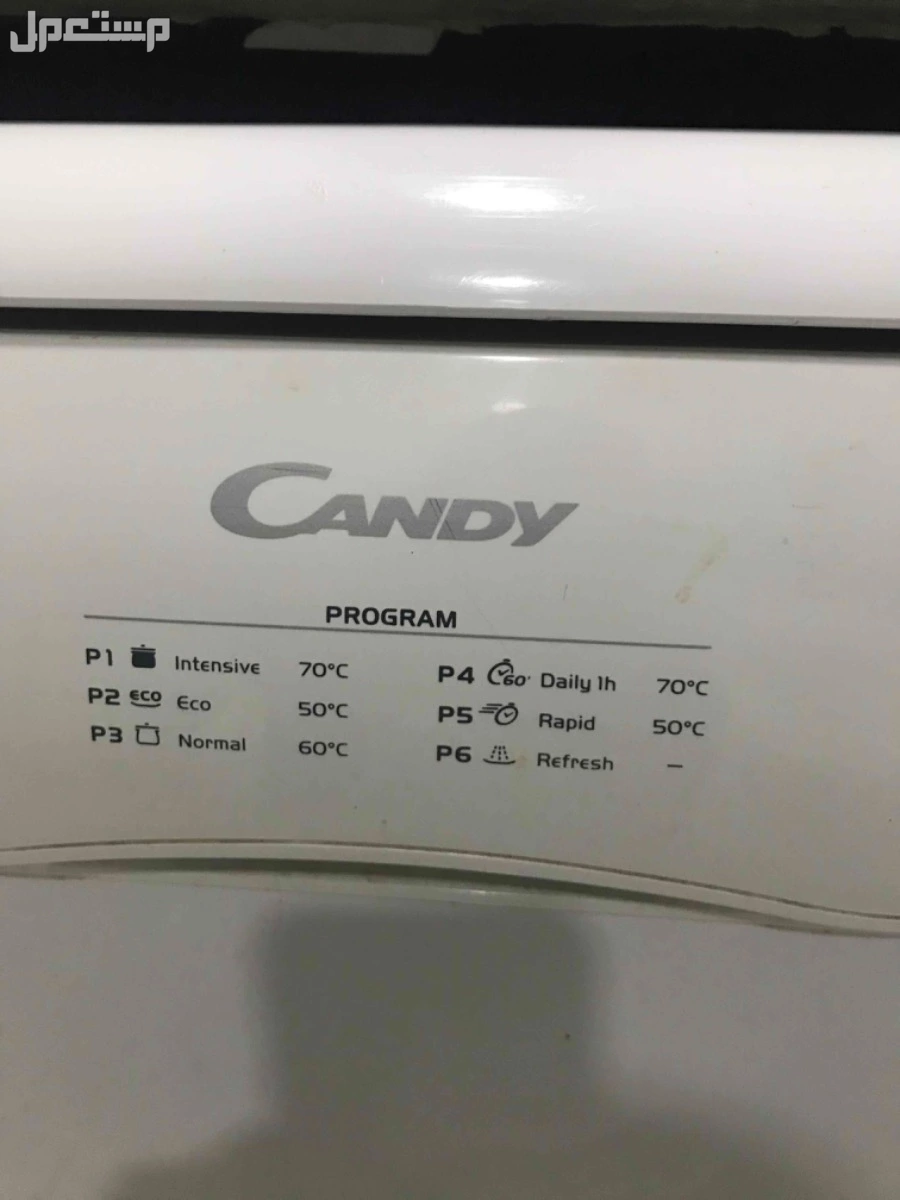 مستعمل
CANDY
PROGRAM
P1 Intensive 70°C
P2 eco Eco 50°C
P3 Normal 60°C
P4 60' Daily 1h 70°C
P5 Rapid 50°C
P6 Refresh –